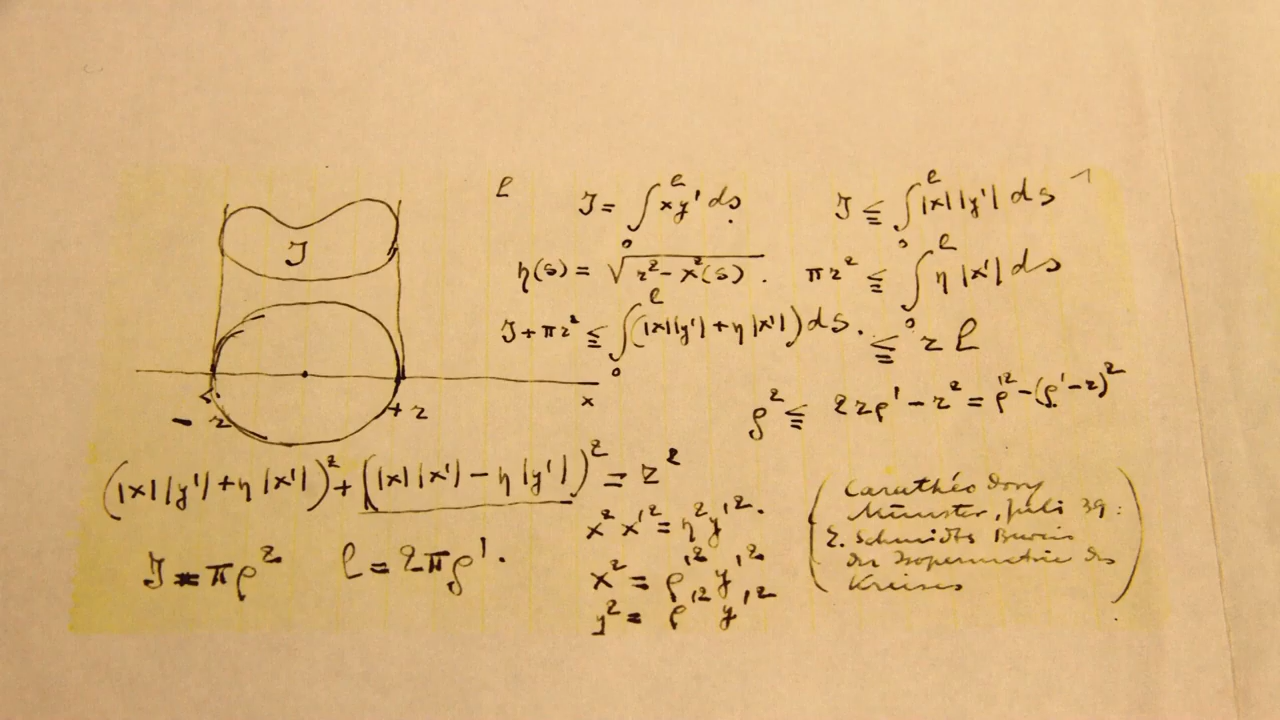 J
x
- r
+ r
l
J = ∫₀ˡ xy' ds.
J ≦ ∫₀ˡ |x| |y'| ds
η(s) = √(r² - x²(s)).
πr² ≦ ∫₀ˡ η |x'| ds
J + πr² ≦ ∫₀ˡ (|x||y'| + η |x'|) ds.
≦ r l
ρ² ≦ 2rρ' - r² = ρ'² - (ρ' - r)²
(|x| |y'| + η |x'|)² + (|x| |x'| - η |y'|)² = r²
x² x'² = η² y'².
x² = ρ'² y'²
y² = ρ'² y'²
J = πρ²
l = 2πρ'.
(Carathéodory
Münster, Juli 39:
E. Schmidts Beweis
der Isoperimetrie des
Kreises)